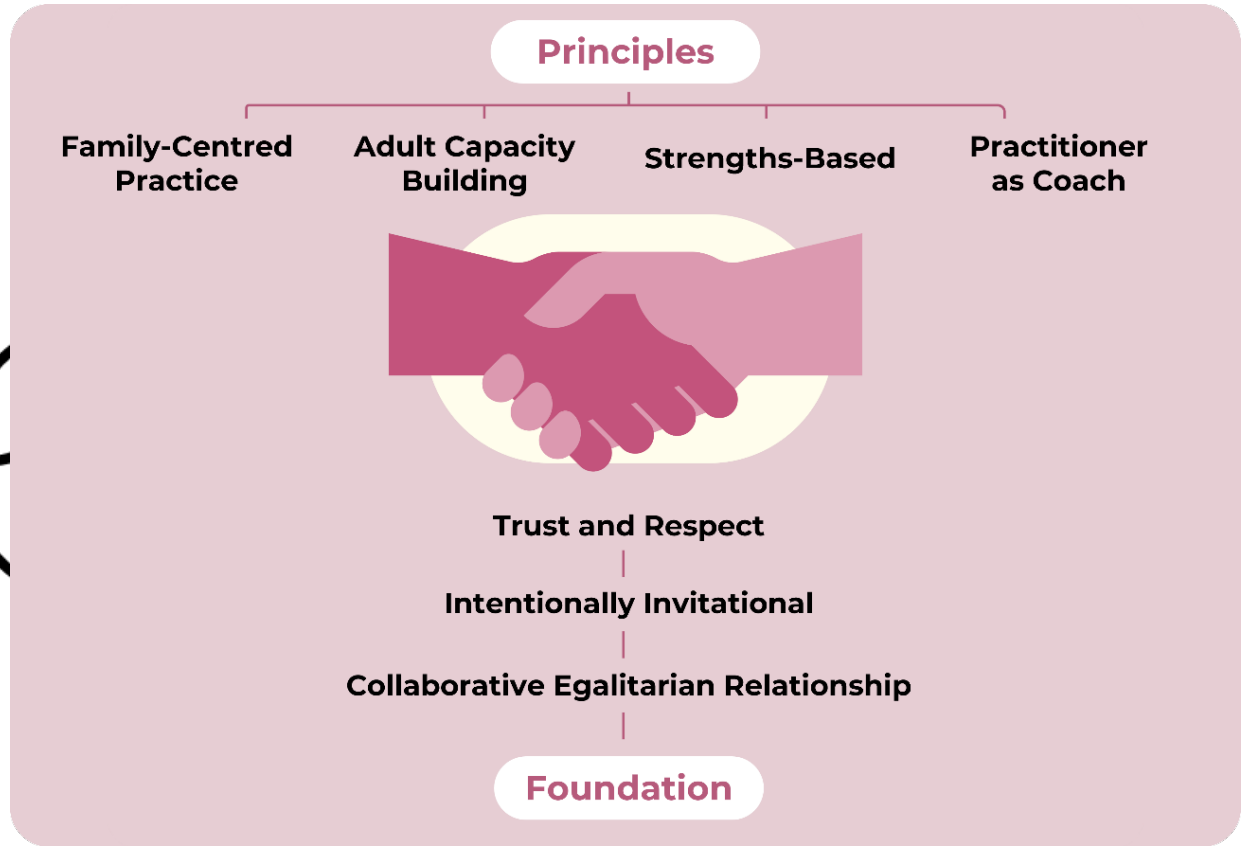 Principles
Family-Centred
Practice
Adult Capacity
Building
Strengths-Based
Practitioner
as Coach
Trust and Respect
Intentionally Invitational
Collaborative Egalitarian Relationship
Foundation